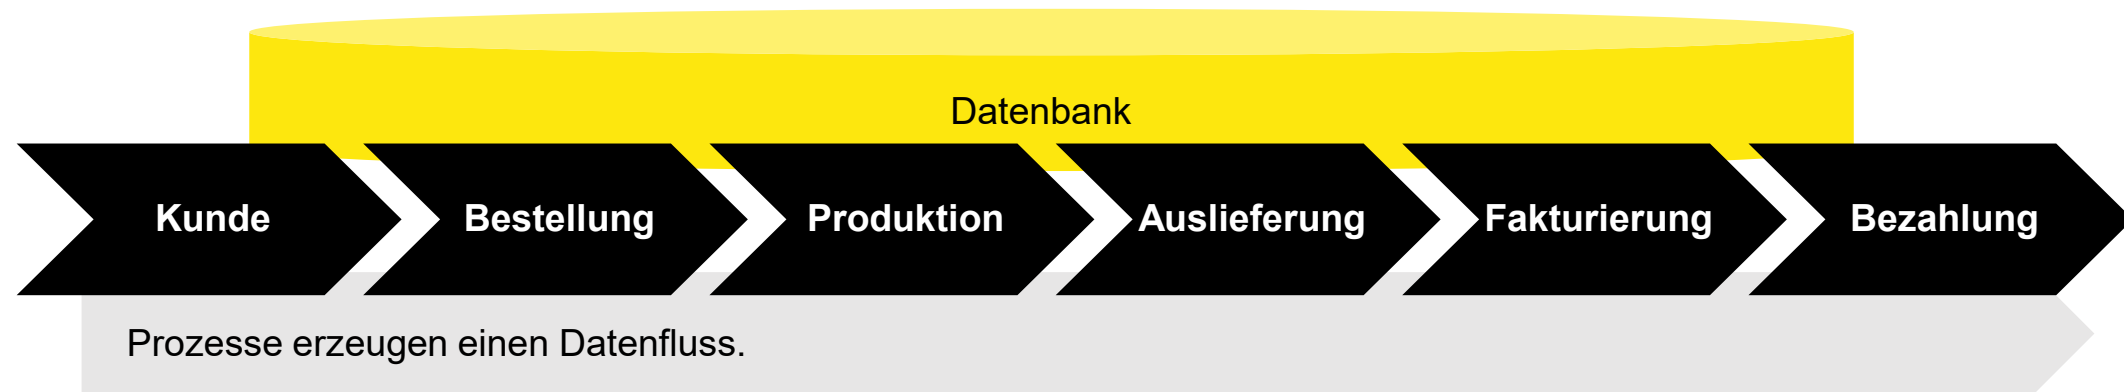 Datenbank
Kunde
Bestellung
Produktion
Auslieferung
Fakturierung
Bezahlung
Prozesse erzeugen einen Datenfluss.